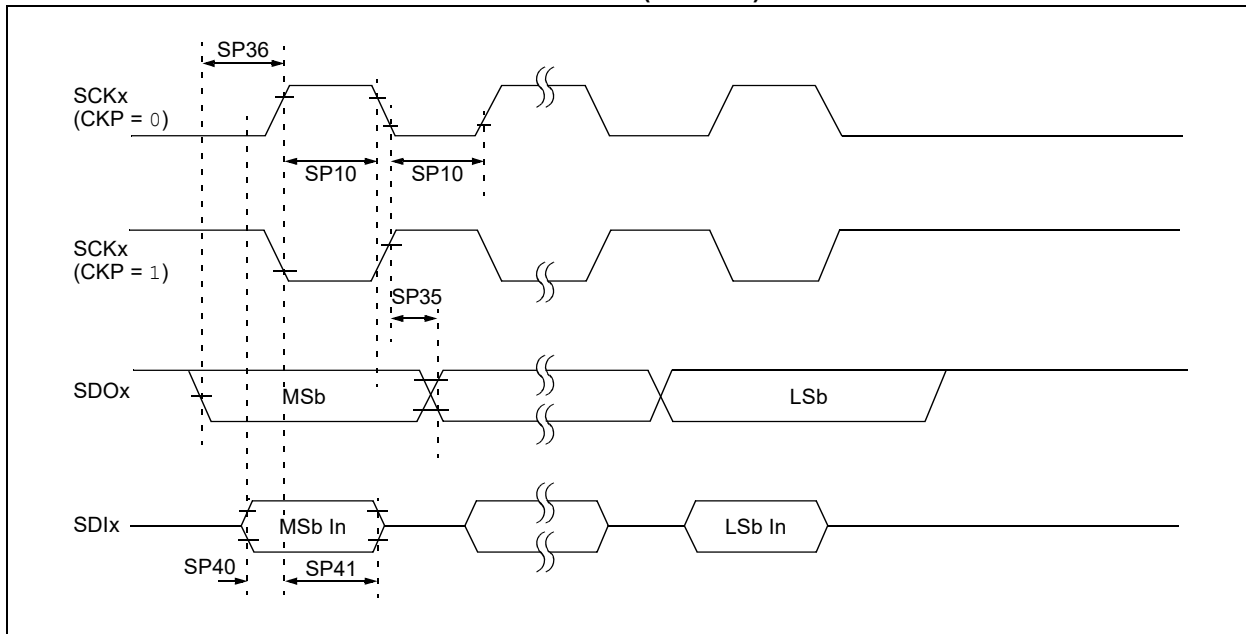 SP36
SCKx
(CKP = 0)
SP10 SP10
SCKx
(CKP = 1)
SP35
SDOx MSb LSb
SDIx MSb In LSb In
SP40 SP41